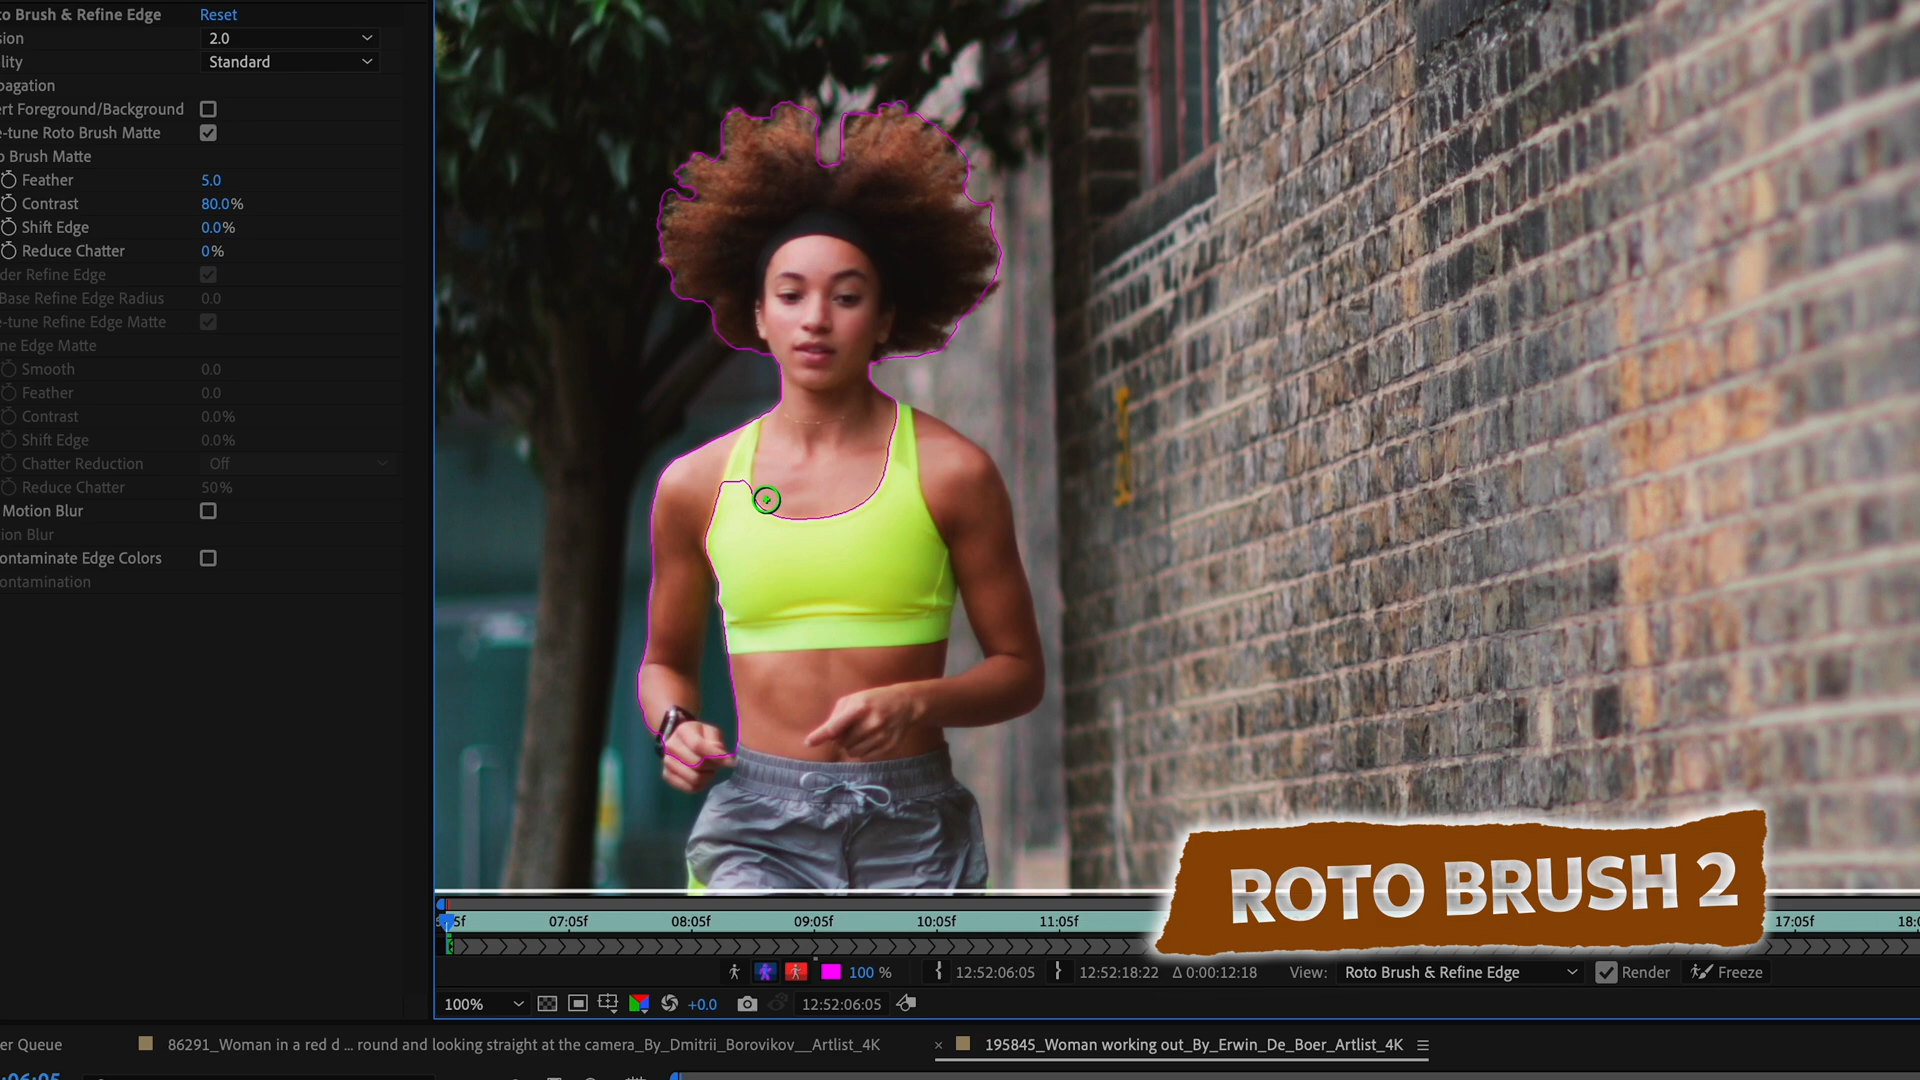 o Brush & Refine Edge Reset
sion 2.0
lity Standard
pagation
ert Foreground/Background
e-tune Roto Brush Matte
o Brush Matte
Feather 5.0
Contrast 80.0%
Shift Edge 0.0%
Reduce Chatter 0%
der Refine Edge
Base Refine Edge Radius 0.0
e-tune Refine Edge Matte
ne Edge Matte
Smooth 0.0
Feather 0.0
Contrast 0.0%
Shift Edge 0.0%
Chatter Reduction Off
Reduce Chatter 50%
Motion Blur
ion Blur
ontaminate Edge Colors
ontamination
ROTO BRUSH 2
5f 07:05f 08:05f 09:05f 10:05f 11:05f 17:05f 18:0
100 % 12:52:06:05 12:52:18:22 Δ 0:00:12:18 View: Roto Brush & Refine Edge Render Freeze
100% +0.0 12:52:06:05
er Queue 86291_Woman in a red d ... round and looking straight at the camera_By_Dmitrii_Borovikov__Artlist_4K × 195845_Woman working out_By_Erwin_De_Boer_Artlist_4K